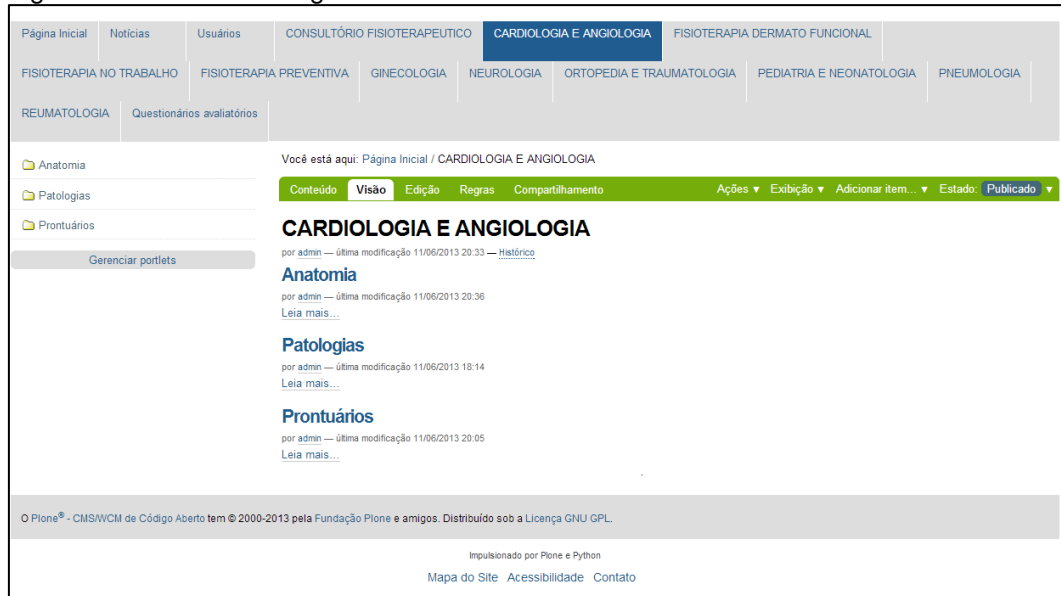 Página Inicial Notícias Usuários CONSULTÓRIO FISIOTERAPEUTICO CARDIOLOGIA E ANGIOLOGIA FISIOTERAPIA DERMATO FUNCIONAL
FISIOTERAPIA NO TRABALHO FISIOTERAPIA PREVENTIVA GINECOLOGIA NEUROLOGIA ORTOPEDIA E TRAUMATOLOGIA PEDIATRIA E NEONATOLOGIA PNEUMOLOGIA
REUMATOLOGIA Questionários avaliatórios
Anatomia
Patologias
Prontuários
Gerenciar portlets
Você está aqui: Página Inicial / CARDIOLOGIA E ANGIOLOGIA
Conteúdo Visão Edição Regras Compartilhamento Ações ▼ Exibição ▼ Adicionar item... ▼ Estado: Publicado ▼
CARDIOLOGIA E ANGIOLOGIA
por admin — última modificação 11/06/2013 20:33 — Histórico
Anatomia
por admin — última modificação 11/06/2013 20:36
Leia mais...
Patologias
por admin — última modificação 11/06/2013 18:14
Leia mais...
Prontuários
por admin — última modificação 11/06/2013 20:05
Leia mais...
O Plone® - CMS/WCM de Código Aberto tem © 2000-2013 pela Fundação Plone e amigos. Distribuído sob a Licença GNU GPL.
Impulsionado por Plone e Python
Mapa do Site Acessibilidade Contato